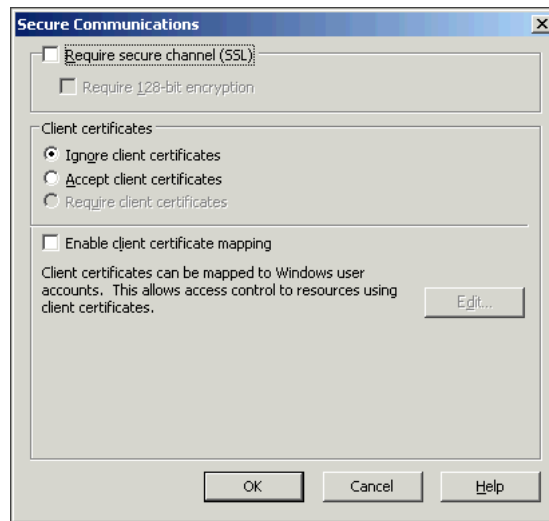 Secure Communications
Require secure channel (SSL)
Require 128-bit encryption
Client certificates
Ignore client certificates
Accept client certificates
Require client certificates
Enable client certificate mapping
Client certificates can be mapped to Windows user
accounts. This allows access control to resources using
client certificates.
Edit...
OK
Cancel
Help